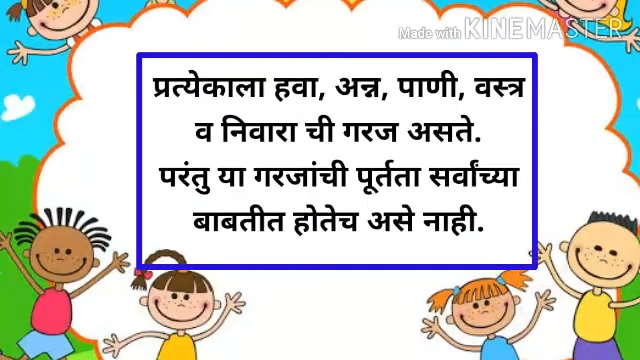 Made with KINEMASTER
प्रत्येकाला हवा, अन्न, पाणी, वस्त्र
व निवारा ची गरज असते.
परंतु या गरजांची पूर्तता सर्वांच्या
बाबतीत होतेच असे नाही.